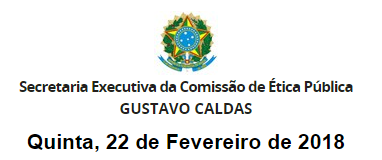 Secretaria Executiva da Comissão de Ética Pública
GUSTAVO CALDAS
Quinta, 22 de Fevereiro de 2018